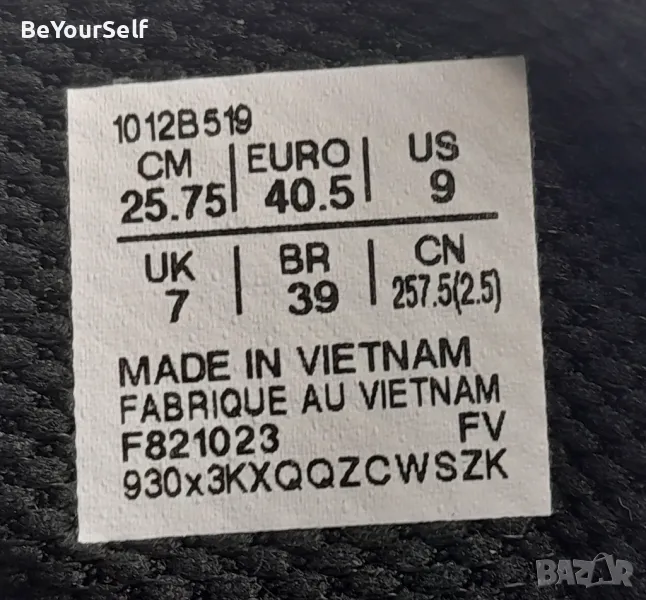 BeYourSelf
1012B519
CM | EURO | US
25.75 | 40.5 | 9
UK | BR | CN
7 | 39 | 257.5(2.5)
MADE IN VIETNAM
FABRIQUE AU VIETNAM
F821023 FV
930x3KXQQZCWSZK
BAZAR